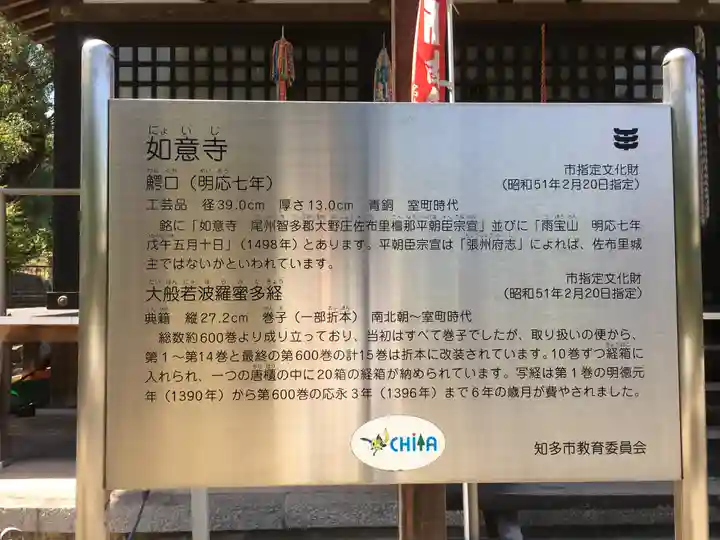 にょ い じ
如意寺
鰐口（明応七年）
市指定文化財
（昭和51年2月20日指定）
工芸品　径39.0cm　厚さ13.0cm　青銅　室町時代
銘に「如意寺　尾州智多郡大野庄佐布里檀那平朝臣宗宣」並びに「雨宝山　明応七年
戊午五月十日」（1498年）とあります。平朝臣宗宣は「張州府志」によれば、佐布里城
主ではないかといわれています。
市指定文化財
（昭和51年2月20日指定）
大般若波羅蜜多経
典籍　縦27.2cm　巻子（一部折本）　南北朝～室町時代
総数約600巻より成り立っており、当初はすべて巻子でしたが、取り扱いの便から、
第1～第14巻と最終の第600巻の計15巻は折本に改装されています。10巻ずつ経箱に
入れられ、一つの唐櫃の中に20箱の経箱が納められています。写経は第1巻の明徳元
年（1390年）から第600巻の応永3年（1396年）まで6年の歳月が費やされました。
CHITA
知多市教育委員会